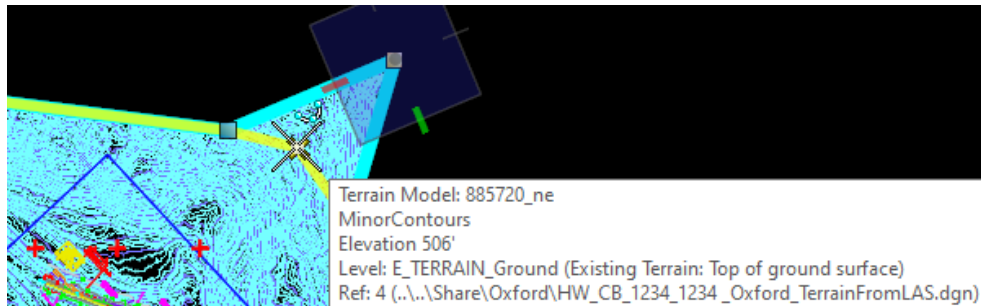 Terrain Model: 885720_ne
MinorContours
Elevation 506'
Level: E_TERRAIN_Ground (Existing Terrain: Top of ground surface)
Ref: 4 (..\..\Share\Oxford\HW_CB_1234_1234 _Oxford_TerrainFromLAS.dgn)